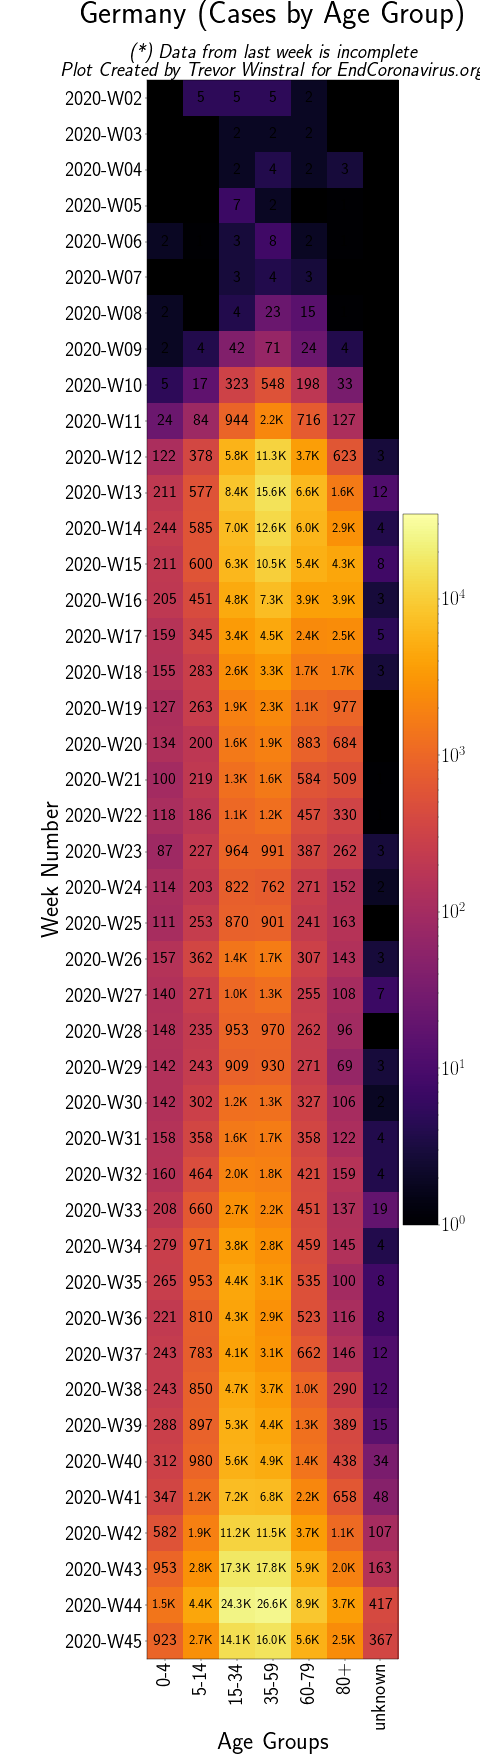 Germany (Cases by Age Group)
(*) Data from last week is incomplete
Plot Created by Trevor Winstral for EndCoronavirus.org
2020-W02 5 5 5 2
2020-W03 2 2 2
2020-W04 2 4 2 3
2020-W05 7 2
2020-W06 2 3 8 2
2020-W07 3 4 3
2020-W08 2 4 23 15
2020-W09 2 4 42 71 24 4
2020-W10 5 17 323 548 198 33
2020-W11 24 84 944 2.2K 716 127
2020-W12 122 378 5.8K 11.3K 3.7K 623 3
2020-W13 211 577 8.4K 15.6K 6.6K 1.6K 12
2020-W14 244 585 7.0K 12.6K 6.0K 2.9K 4
2020-W15 211 600 6.3K 10.5K 5.4K 4.3K 8
2020-W16 205 451 4.8K 7.3K 3.9K 3.9K 3
2020-W17 159 345 3.4K 4.5K 2.4K 2.5K 5
2020-W18 155 283 2.6K 3.3K 1.7K 1.7K 3
2020-W19 127 263 1.9K 2.3K 1.1K 977
2020-W20 134 200 1.6K 1.9K 883 684
2020-W21 100 219 1.3K 1.6K 584 509
2020-W22 118 186 1.1K 1.2K 457 330
2020-W23 87 227 964 991 387 262 3
2020-W24 114 203 822 762 271 152 2
2020-W25 111 253 870 901 241 163
2020-W26 157 362 1.4K 1.7K 307 143 3
2020-W27 140 271 1.0K 1.3K 255 108 7
2020-W28 148 235 953 970 262 96
2020-W29 142 243 909 930 271 69 3
2020-W30 142 302 1.2K 1.3K 327 106 2
2020-W31 158 358 1.6K 1.7K 358 122 4
2020-W32 160 464 2.0K 1.8K 421 159 4
2020-W33 208 660 2.7K 2.2K 451 137 19
2020-W34 279 971 3.8K 2.8K 459 145 4
2020-W35 265 953 4.4K 3.1K 535 100 8
2020-W36 221 810 4.3K 2.9K 523 116 8
2020-W37 243 783 4.1K 3.1K 662 146 12
2020-W38 243 850 4.7K 3.7K 1.0K 290 12
2020-W39 288 897 5.3K 4.4K 1.3K 389 15
2020-W40 312 980 5.6K 4.9K 1.4K 438 34
2020-W41 347 1.2K 7.2K 6.8K 2.2K 658 48
2020-W42 582 1.9K 11.2K 11.5K 3.7K 1.1K 107
2020-W43 953 2.8K 17.3K 17.8K 5.9K 2.0K 163
2020-W44 1.5K 4.4K 24.3K 26.6K 8.9K 3.7K 417
2020-W45 923 2.7K 14.1K 16.0K 5.6K 2.5K 367
0-4 5-14 15-34 35-59 60-79 80+ unknown
Age Groups
Week Number
10⁴
10³
10²
10¹
10⁰